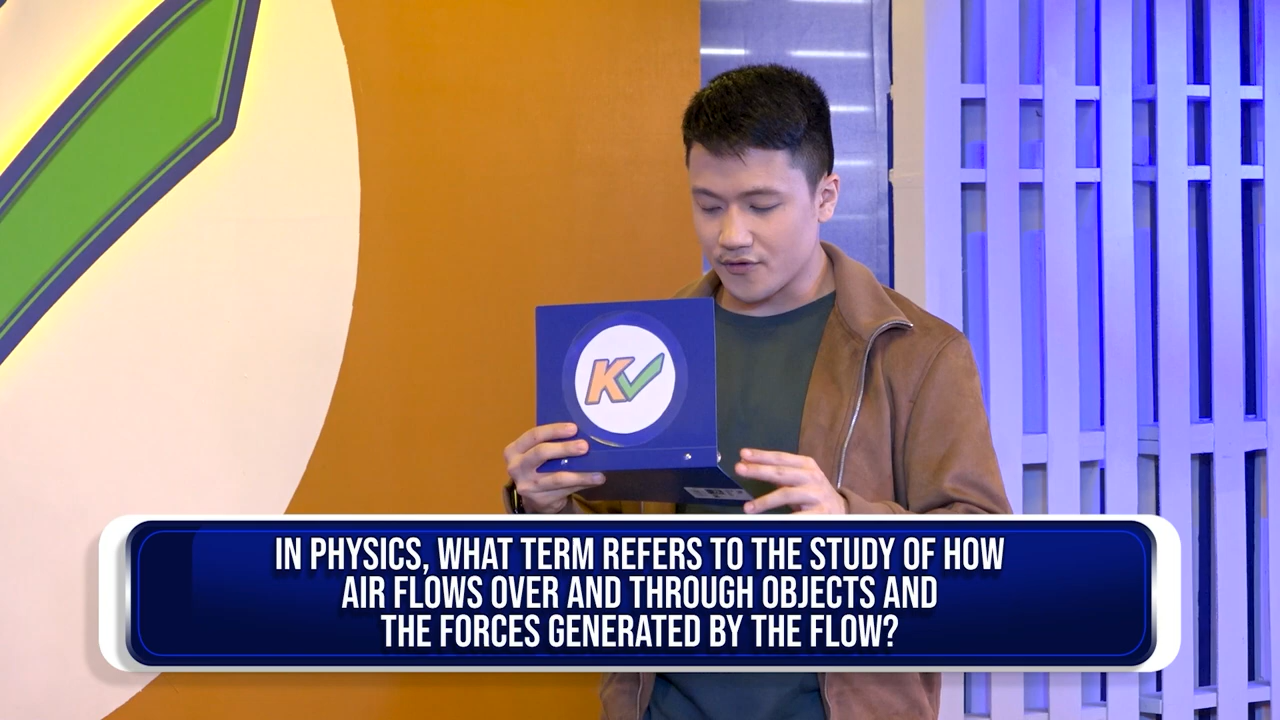 K
IN PHYSICS, WHAT TERM REFERS TO THE STUDY OF HOW
AIR FLOWS OVER AND THROUGH OBJECTS AND
THE FORCES GENERATED BY THE FLOW?